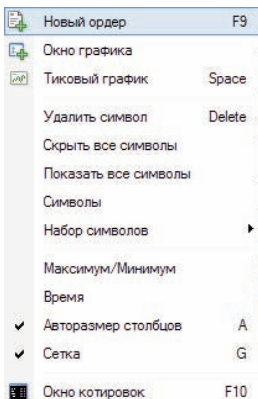 Новый ордер F9
Окно графика
Тиковый график Space
Удалить символ Delete
Скрыть все символы
Показать все символы
Символы
Набор символов
Максимум/Минимум
Время
Авторазмер столбцов A
Сетка G
Окно котировок F10